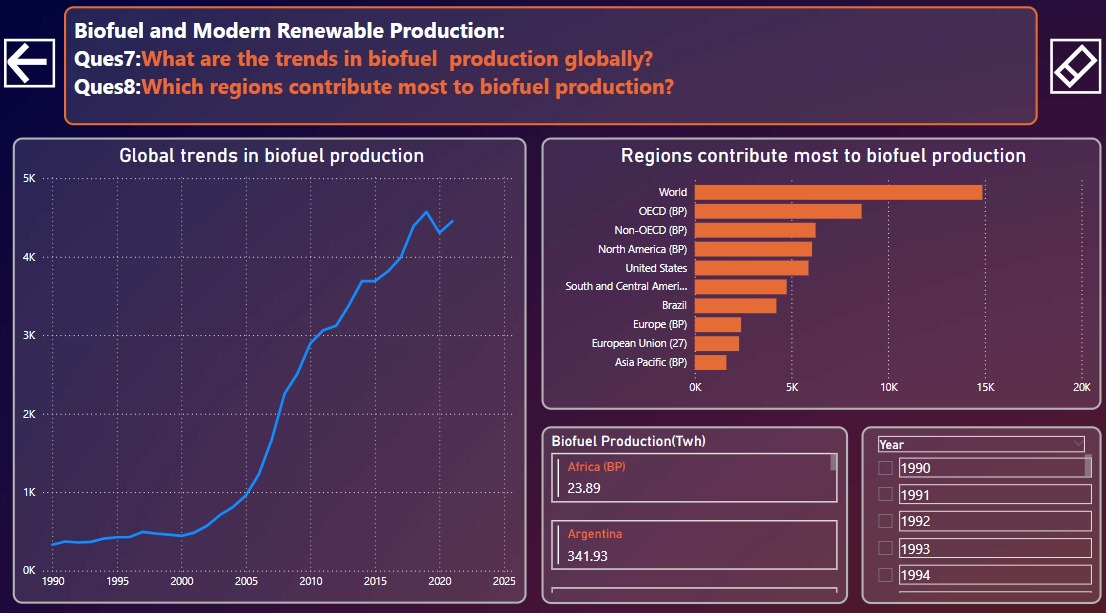 Biofuel and Modern Renewable Production:
Ques7:What are the trends in biofuel  production globally?
Ques8:Which regions contribute most to biofuel production?
Global trends in biofuel production
5K
4K
3K
2K
1K
0K
1990 1995 2000 2005 2010 2015 2020 2025
Regions contribute most to biofuel production
World
OECD (BP)
Non-OECD (BP)
North America (BP)
United States
South and Central Ameri...
Brazil
Europe (BP)
European Union (27)
Asia Pacific (BP)
0K 5K 10K 15K 20K
Biofuel Production(Twh)
Africa (BP)
23.89
Argentina
341.93
Year
1990
1991
1992
1993
1994